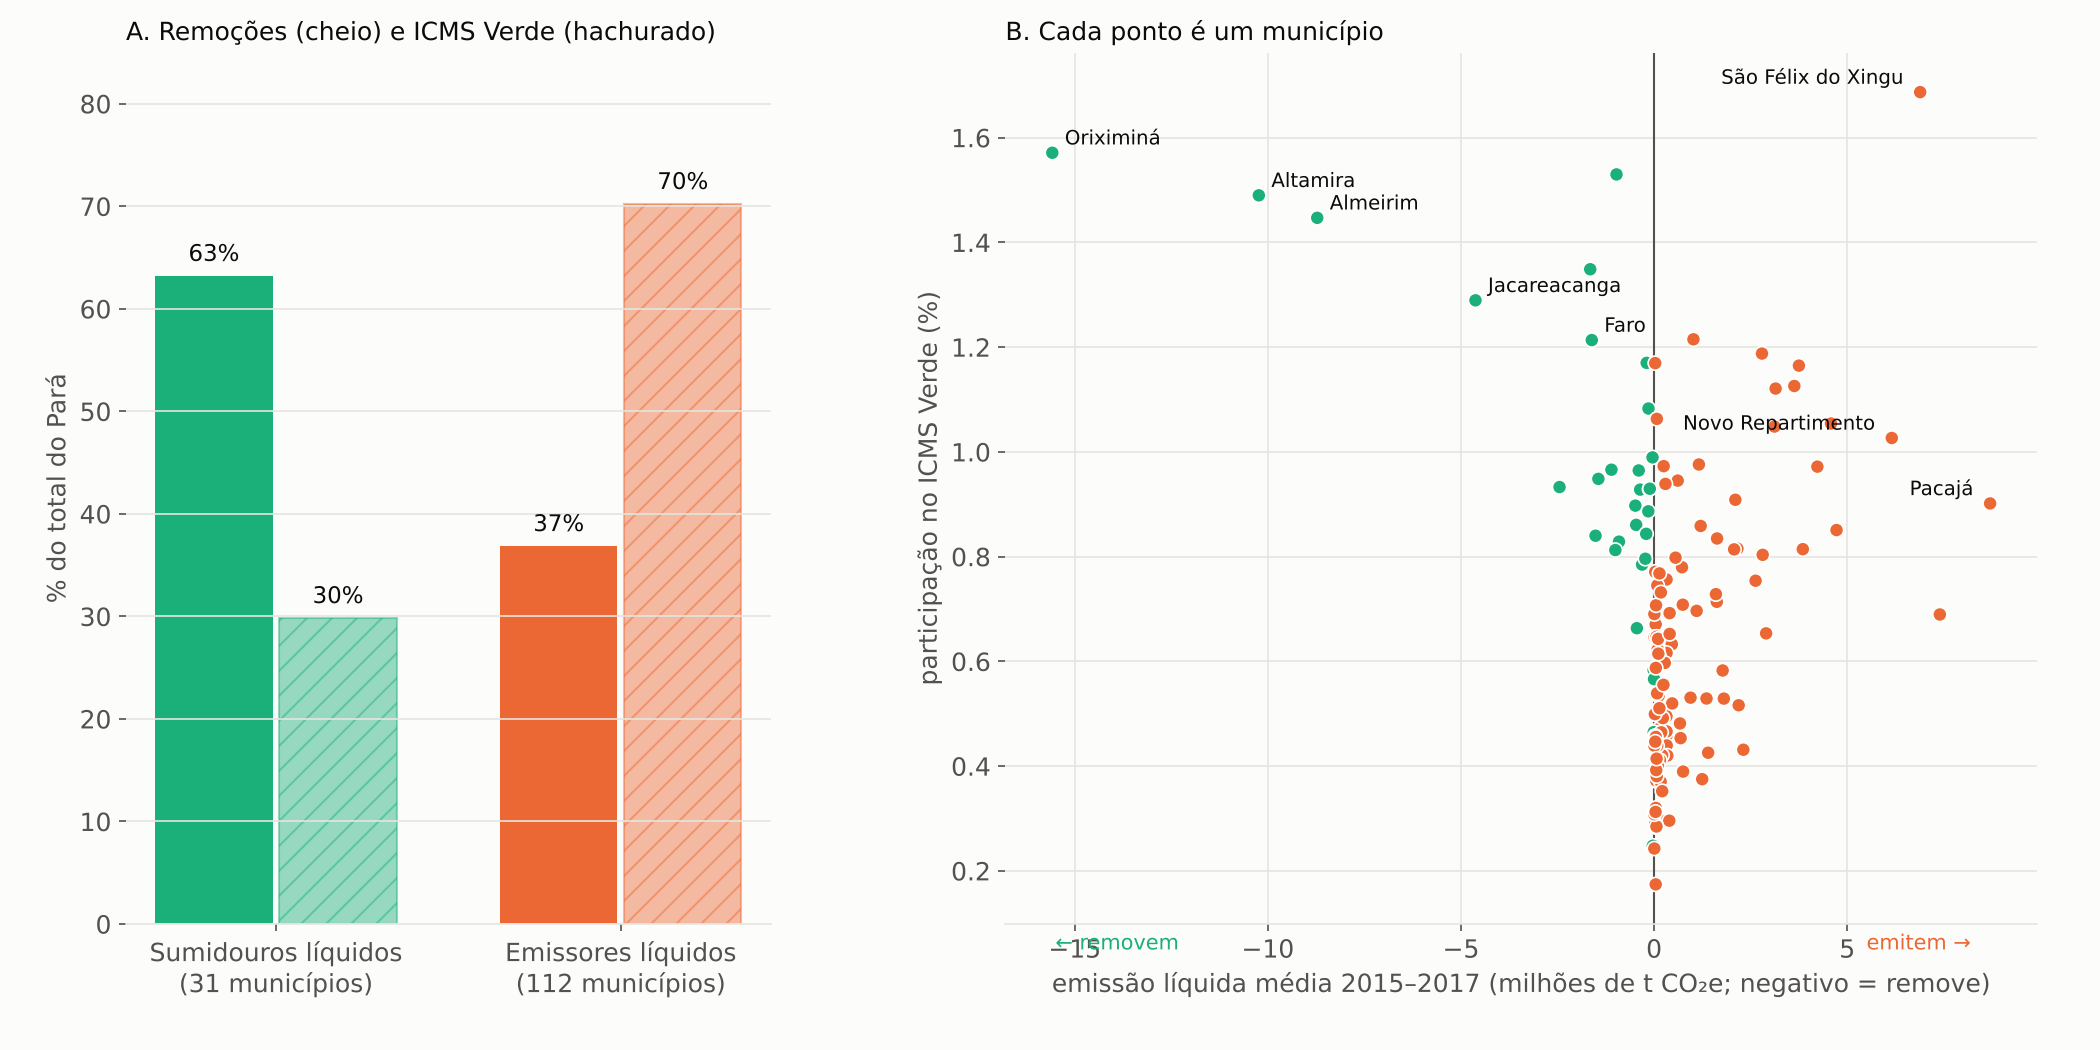 A. Remoções (cheio) e ICMS Verde (hachurado)
% do total do Pará
80
70
60
50
40
30
20
10
0
63%
30%
37%
70%
Sumidouros líquidos
(31 municípios)
Emissores líquidos
(112 municípios)
B. Cada ponto é um município
participação no ICMS Verde (%)
1.6
1.4
1.2
1.0
0.8
0.6
0.4
0.2
São Félix do Xingu
Oriximiná
Altamira
Almeirim
Jacareacanga
Faro
Novo Repartimento
Pacajá
← removem
emitem →
−15
−10
−5
0
5
emissão líquida média 2015–2017 (milhões de t CO₂e; negativo = remove)